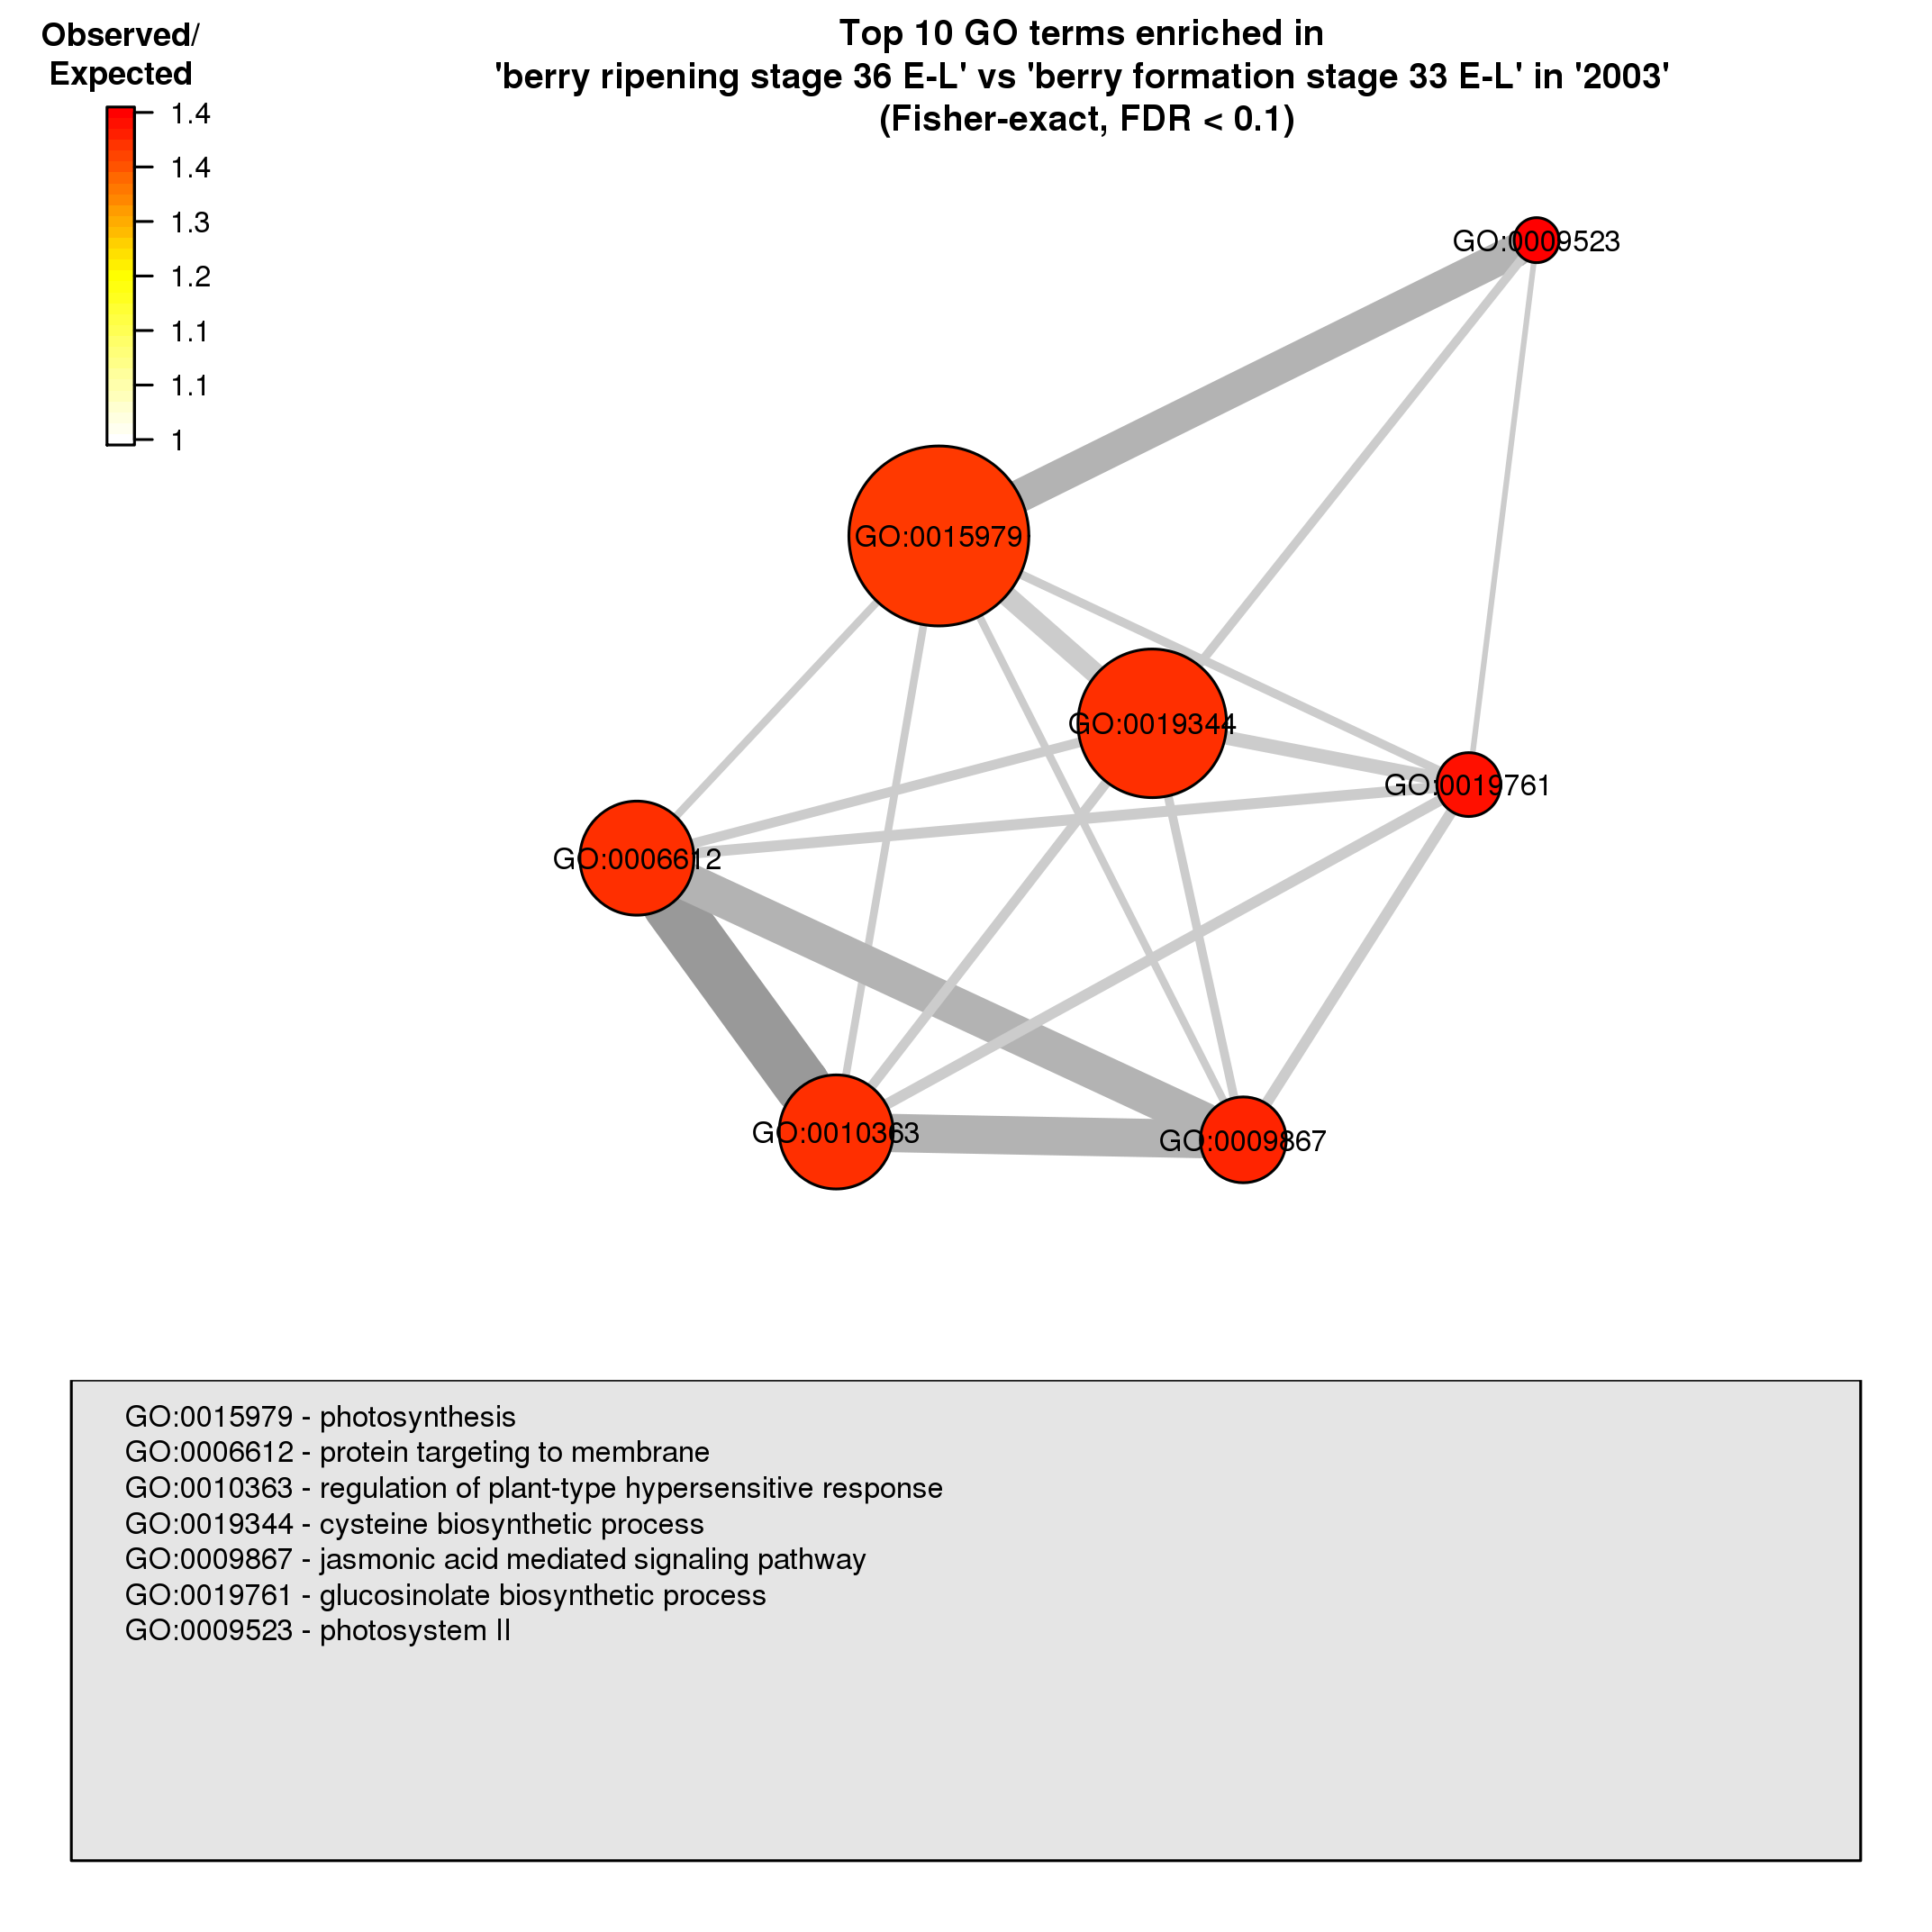 Observed/
Expected
1.4
1.4
1.3
1.2
1.1
1.1
1
Top 10 GO terms enriched in
'berry ripening stage 36 E-L' vs 'berry formation stage 33 E-L' in '2003'
(Fisher-exact, FDR < 0.1)
GO:0009523
GO:0015979
GO:0019344
GO:0019761
GO:0006612
GO:0010363
GO:0009867
GO:0015979 - photosynthesis
GO:0006612 - protein targeting to membrane
GO:0010363 - regulation of plant-type hypersensitive response
GO:0019344 - cysteine biosynthetic process
GO:0009867 - jasmonic acid mediated signaling pathway
GO:0019761 - glucosinolate biosynthetic process
GO:0009523 - photosystem II